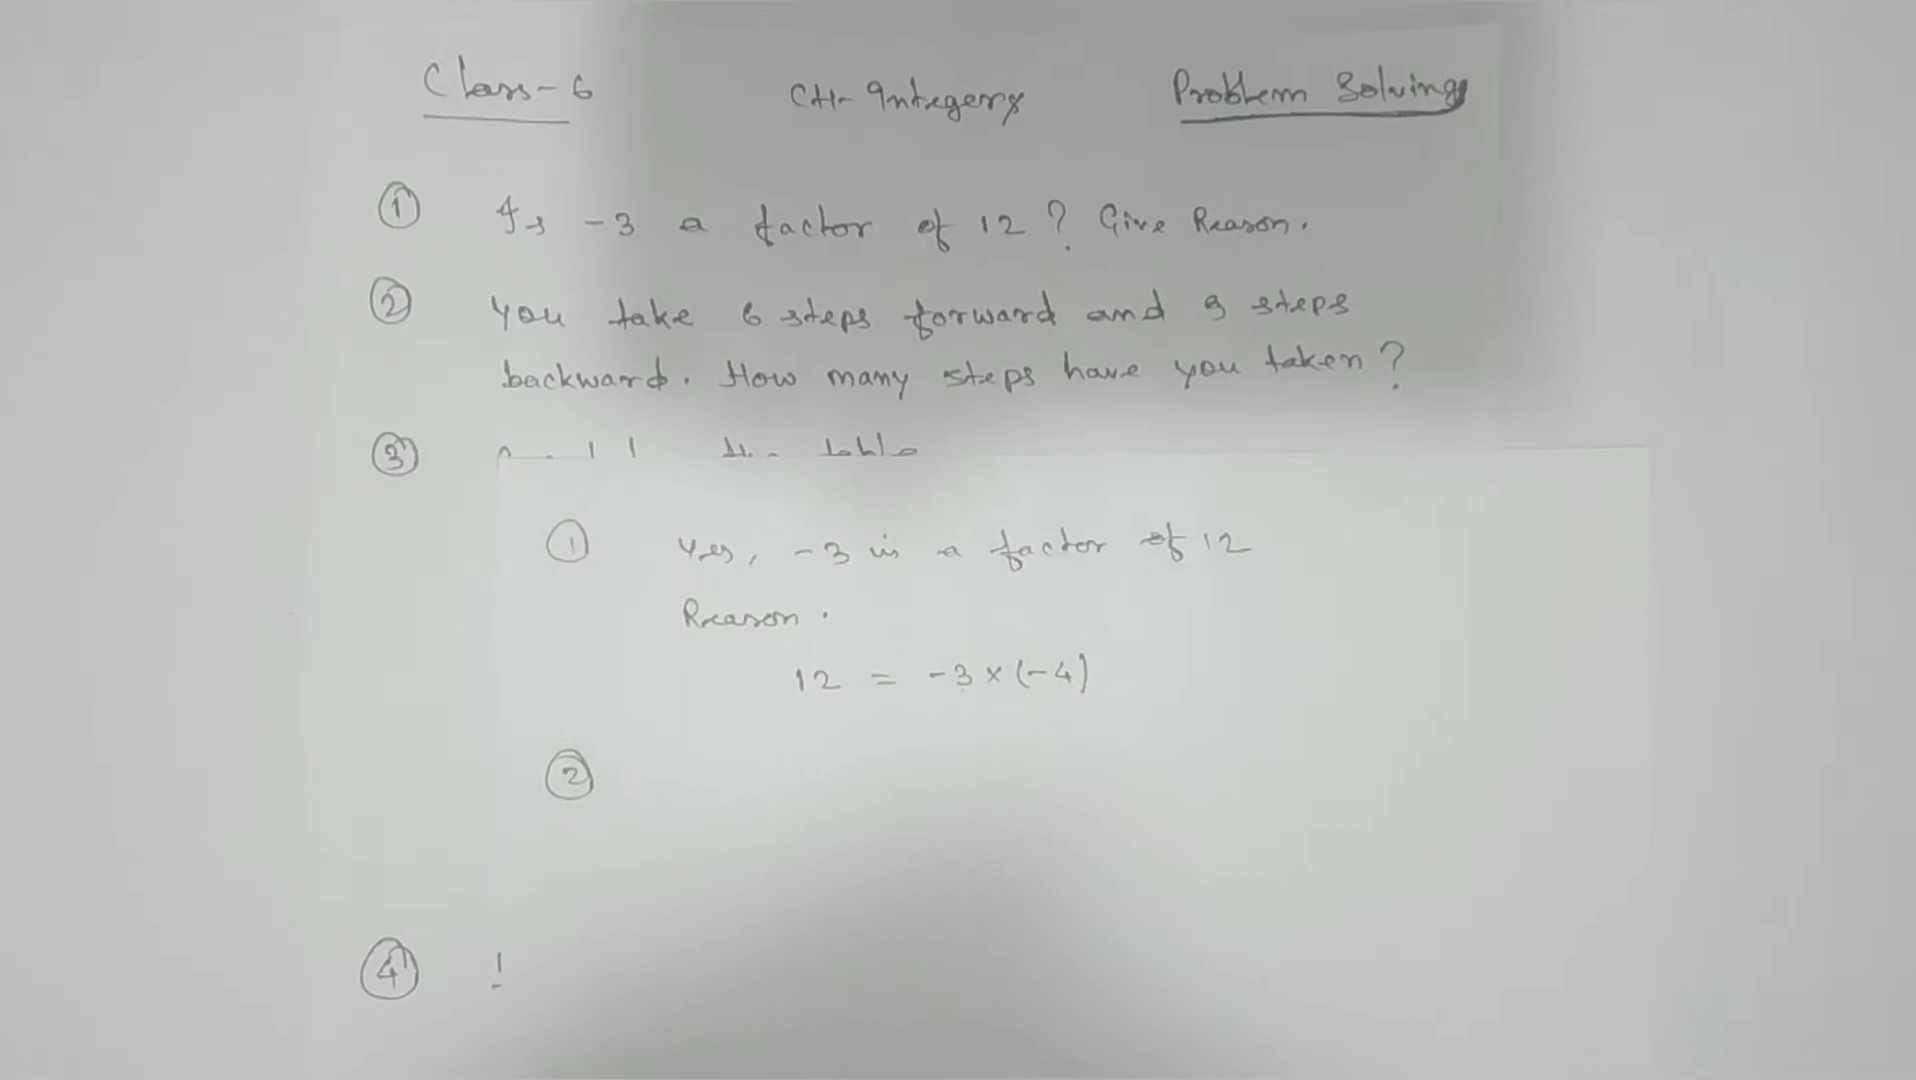 Class-6
CH- Integers
Problem Solving
① Is -3 a factor of 12 ? Give Reason.
② You take 6 steps forward and 9 steps
backward. How many steps have you taken ?
③
① Yes, -3 is a factor of 12
Reason.
12 = -3 × (-4)
②
④